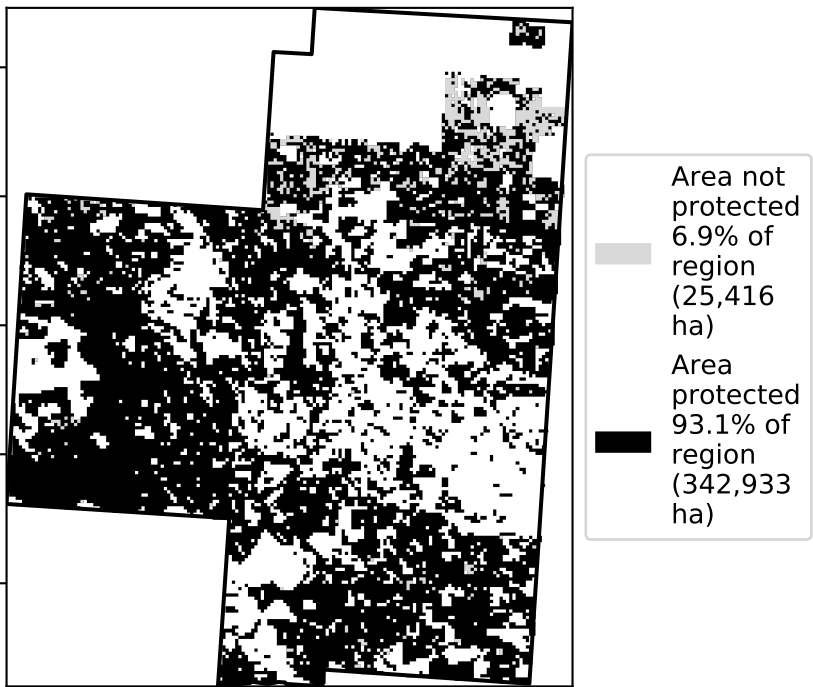 Area not
protected
6.9% of
region
(25,416
ha)
Area
protected
93.1% of
region
(342,933
ha)